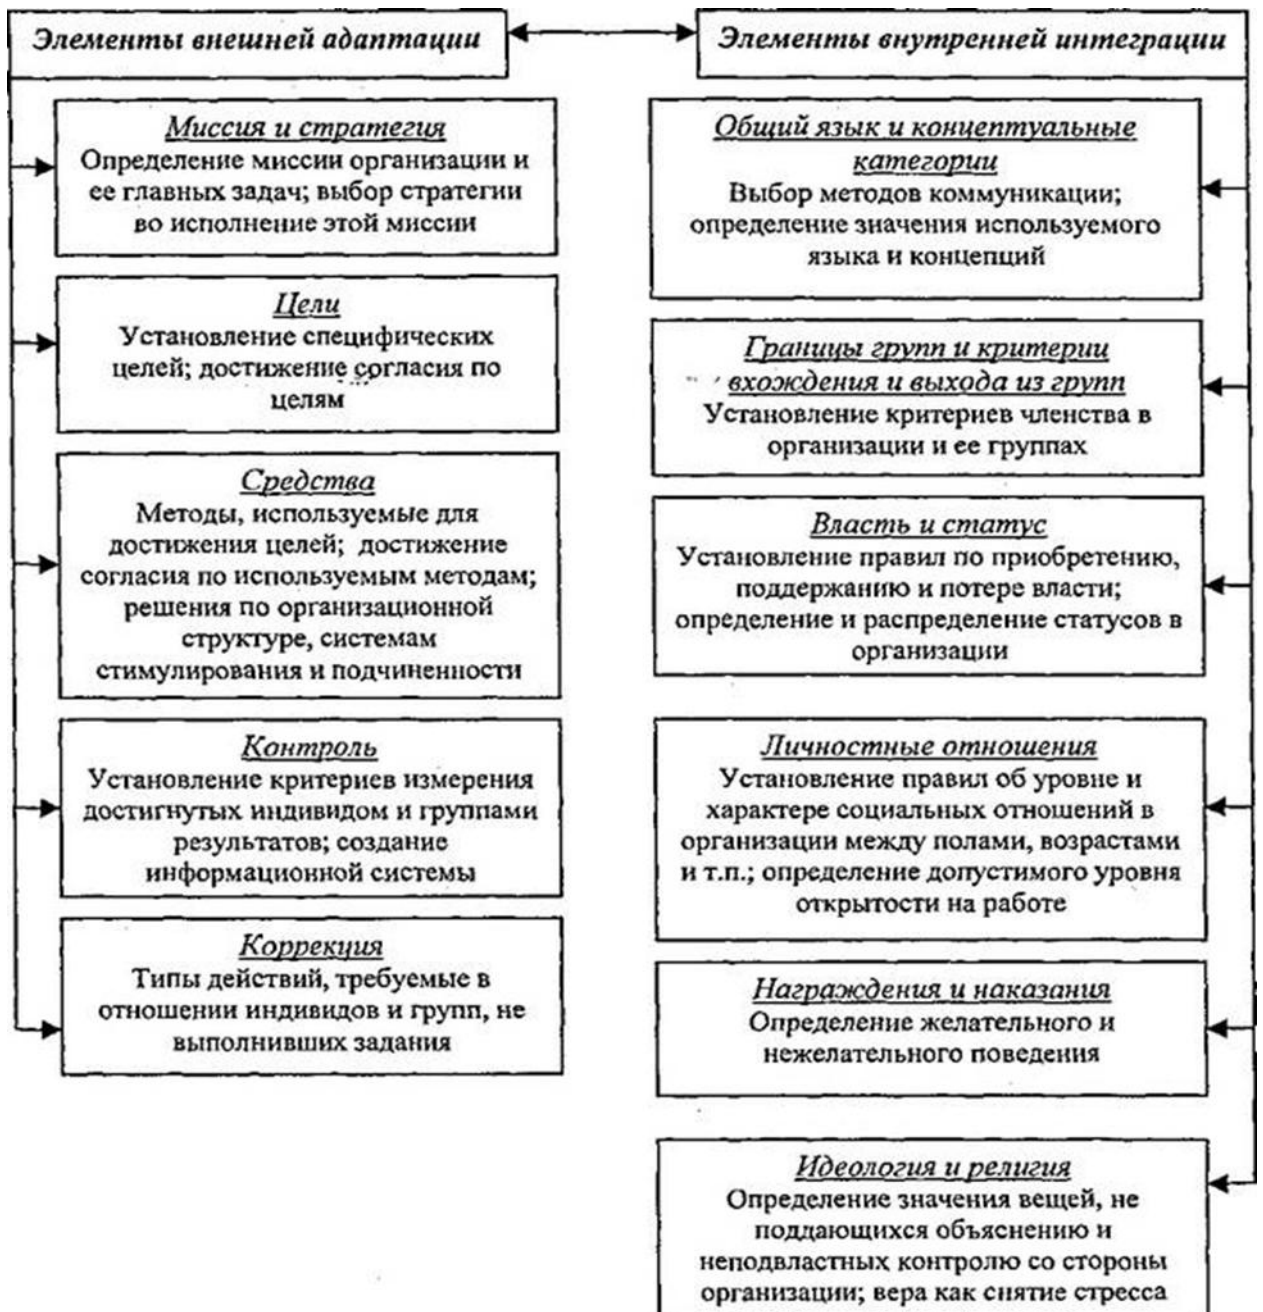 Элементы внешней адаптации
Миссия и стратегия
Определение миссии организации и
ее главных задач; выбор стратегии
во исполнение этой миссии
Цели
Установление специфических
целей; достижение согласия по
целям
Средства
Методы, используемые для
достижения целей; достижение
согласия по используемым методам;
решения по организационной
структуре, системам
стимулирования и подчиненности
Контроль
Установление критериев измерения
достигнутых индивидом и группами
результатов; создание
информационной системы
Коррекция
Типы действий, требуемые в
отношении индивидов и групп, не
выполнивших задания
Элементы внутренней интеграции
Общий язык и концептуальные
категории
Выбор методов коммуникации;
определение значения используемого
языка и концепций
Границы групп и критерии
вхождения и выхода из групп
Установление критериев членства в
организации и ее группах
Власть и статус
Установление правил по приобретению,
поддержанию и потере власти;
определение и распределение статусов в
организации
Личностные отношения
Установление правил об уровне и
характере социальных отношений в
организации между полами, возрастами
и т.п.; определение допустимого уровня
открытости на работе
Награждения и наказания
Определение желательного и
нежелательного поведения
Идеология и религия
Определение значения вещей, не
поддающихся объяснению и
неподвластных контролю со стороны
организации; вера как снятие стресса